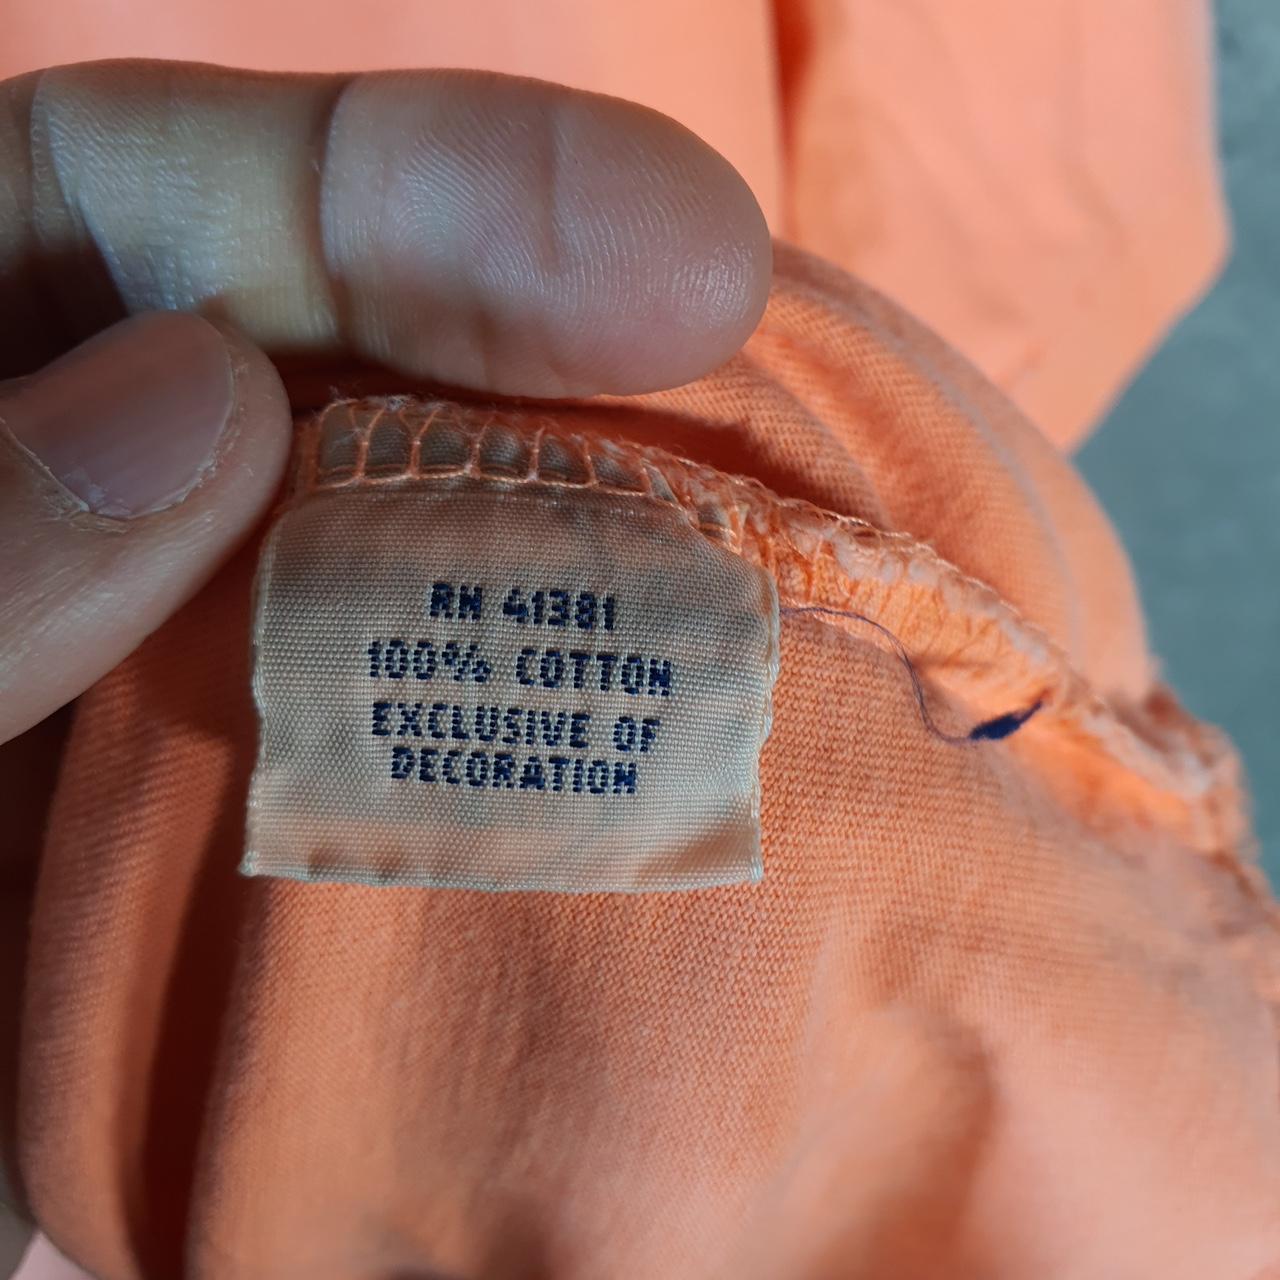 RN 41381
100% COTTON
EXCLUSIVE OF
DECORATION